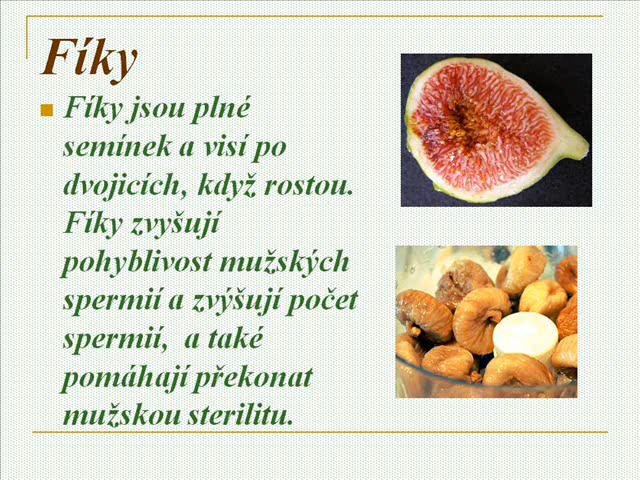 Fíky
Fíky jsou plné
semínek a visí po
dvojicích, když rostou.
Fíky zvyšují
pohyblivost mužských
spermií a zvýšují počet
spermií, a také
pomáhají překonat
mužskou sterilitu.